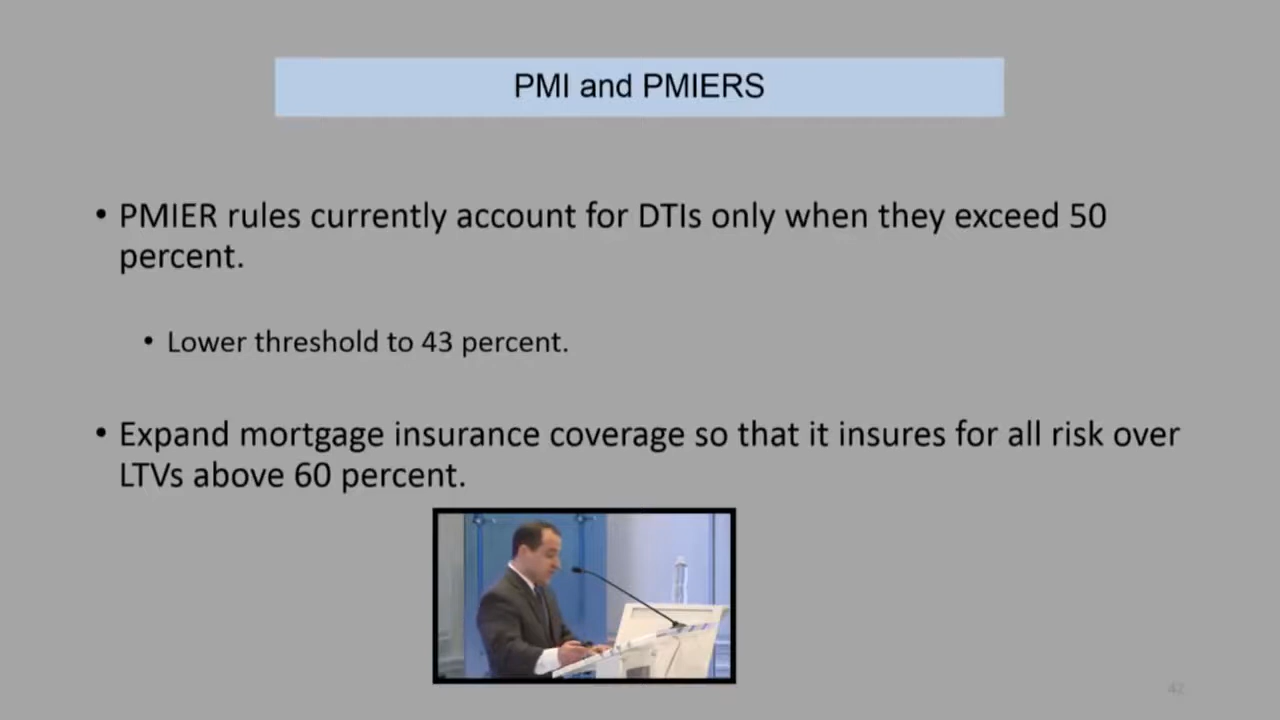 PMI and PMIERS
• PMIER rules currently account for DTIs only when they exceed 50
percent.
• Lower threshold to 43 percent.
• Expand mortgage insurance coverage so that it insures for all risk over
LTVs above 60 percent.
42